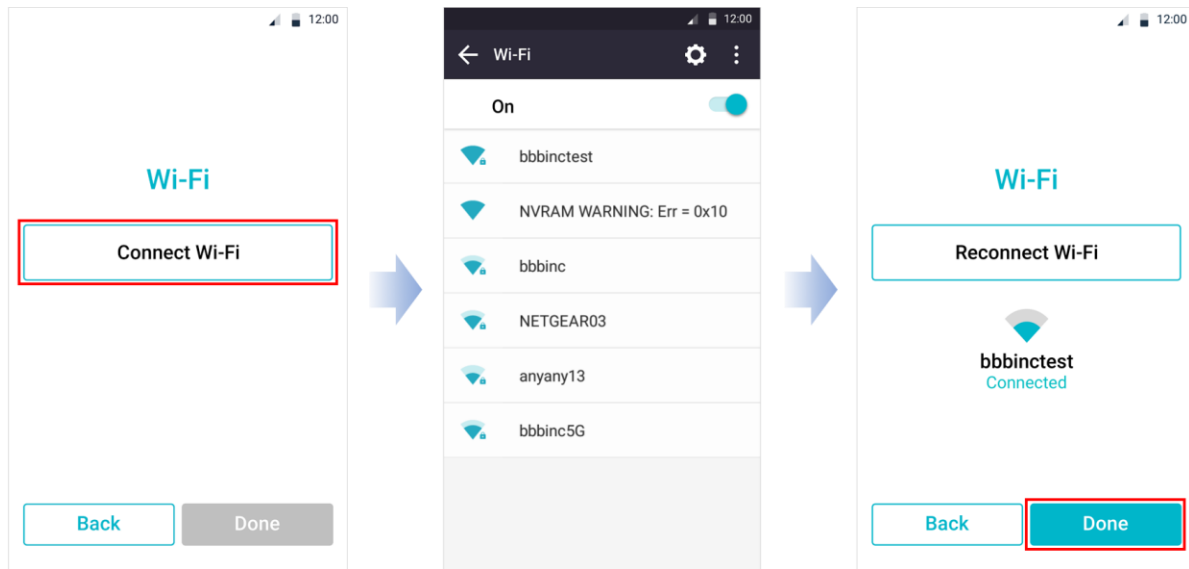 12:00
Wi-Fi
Connect Wi-Fi
Back
Done
12:00
Wi-Fi
On
bbbinctest
NVRAM WARNING: Err = 0x10
bbbinc
NETGEAR03
anyany13
bbbinc5G
12:00
Wi-Fi
Reconnect Wi-Fi
bbbinctest
Connected
Back
Done